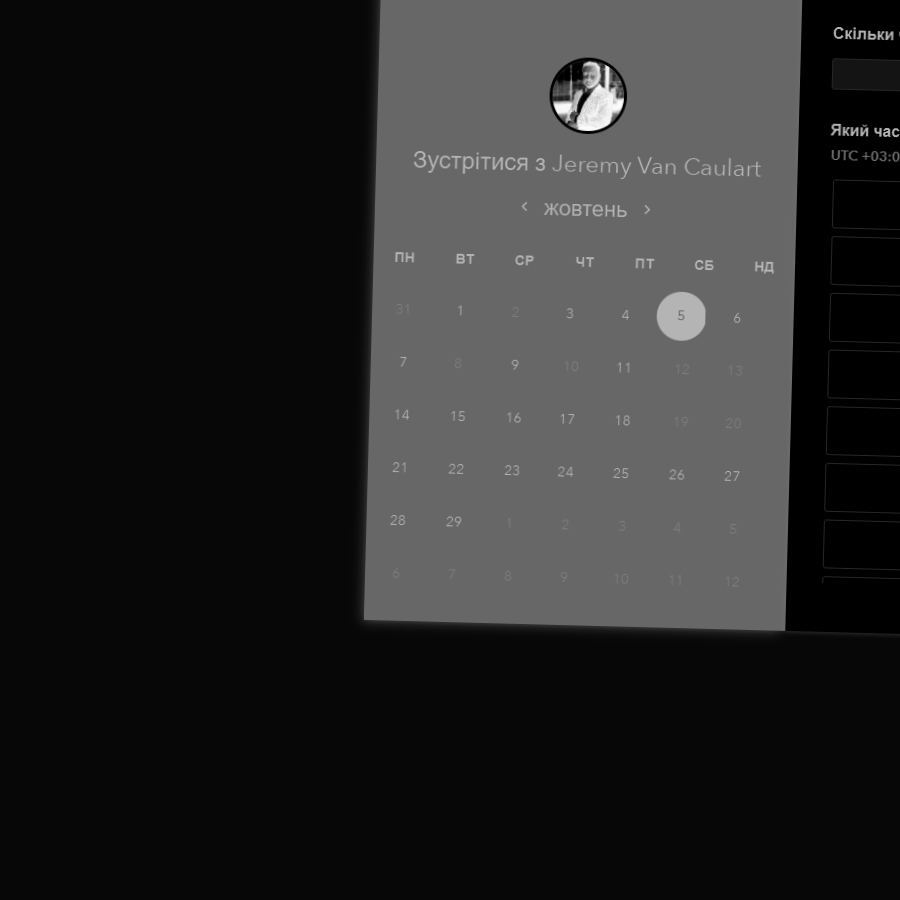 Зустрітися з Jeremy Van Caulart
жовтень
ПН ВТ СР ЧТ ПТ СБ НД
31 1 2 3 4 5 6
7 8 9 10 11 12 13
14 15 16 17 18 19 20
21 22 23 24 25 26 27
28 29 1 2 3 4 5
6 7 8 9 10 11 12
Скільки
Який час
UTC +03:0